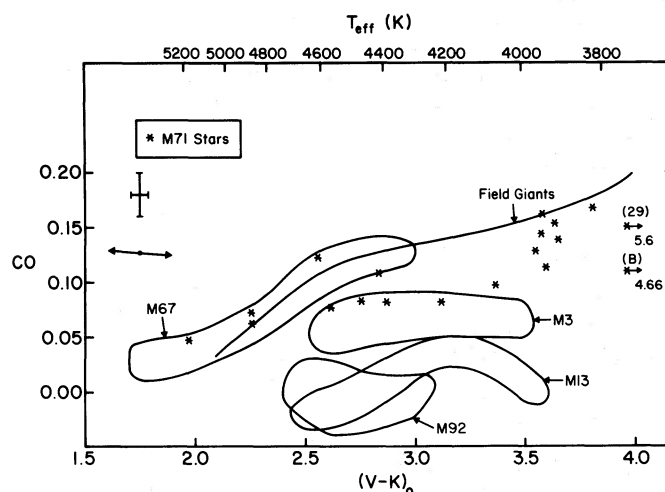 T_eff (K)
5200 5000 4800 4600 4400 4200 4000 3800
* M71 Stars
0.20
Field Giants
(29)
0.15
5.6
CO
0.10
(B)
4.66
M67
0.05
M3
0.00
M13
M92
1.5 2.0 2.5 3.0 3.5 4.0
(V-K)_o